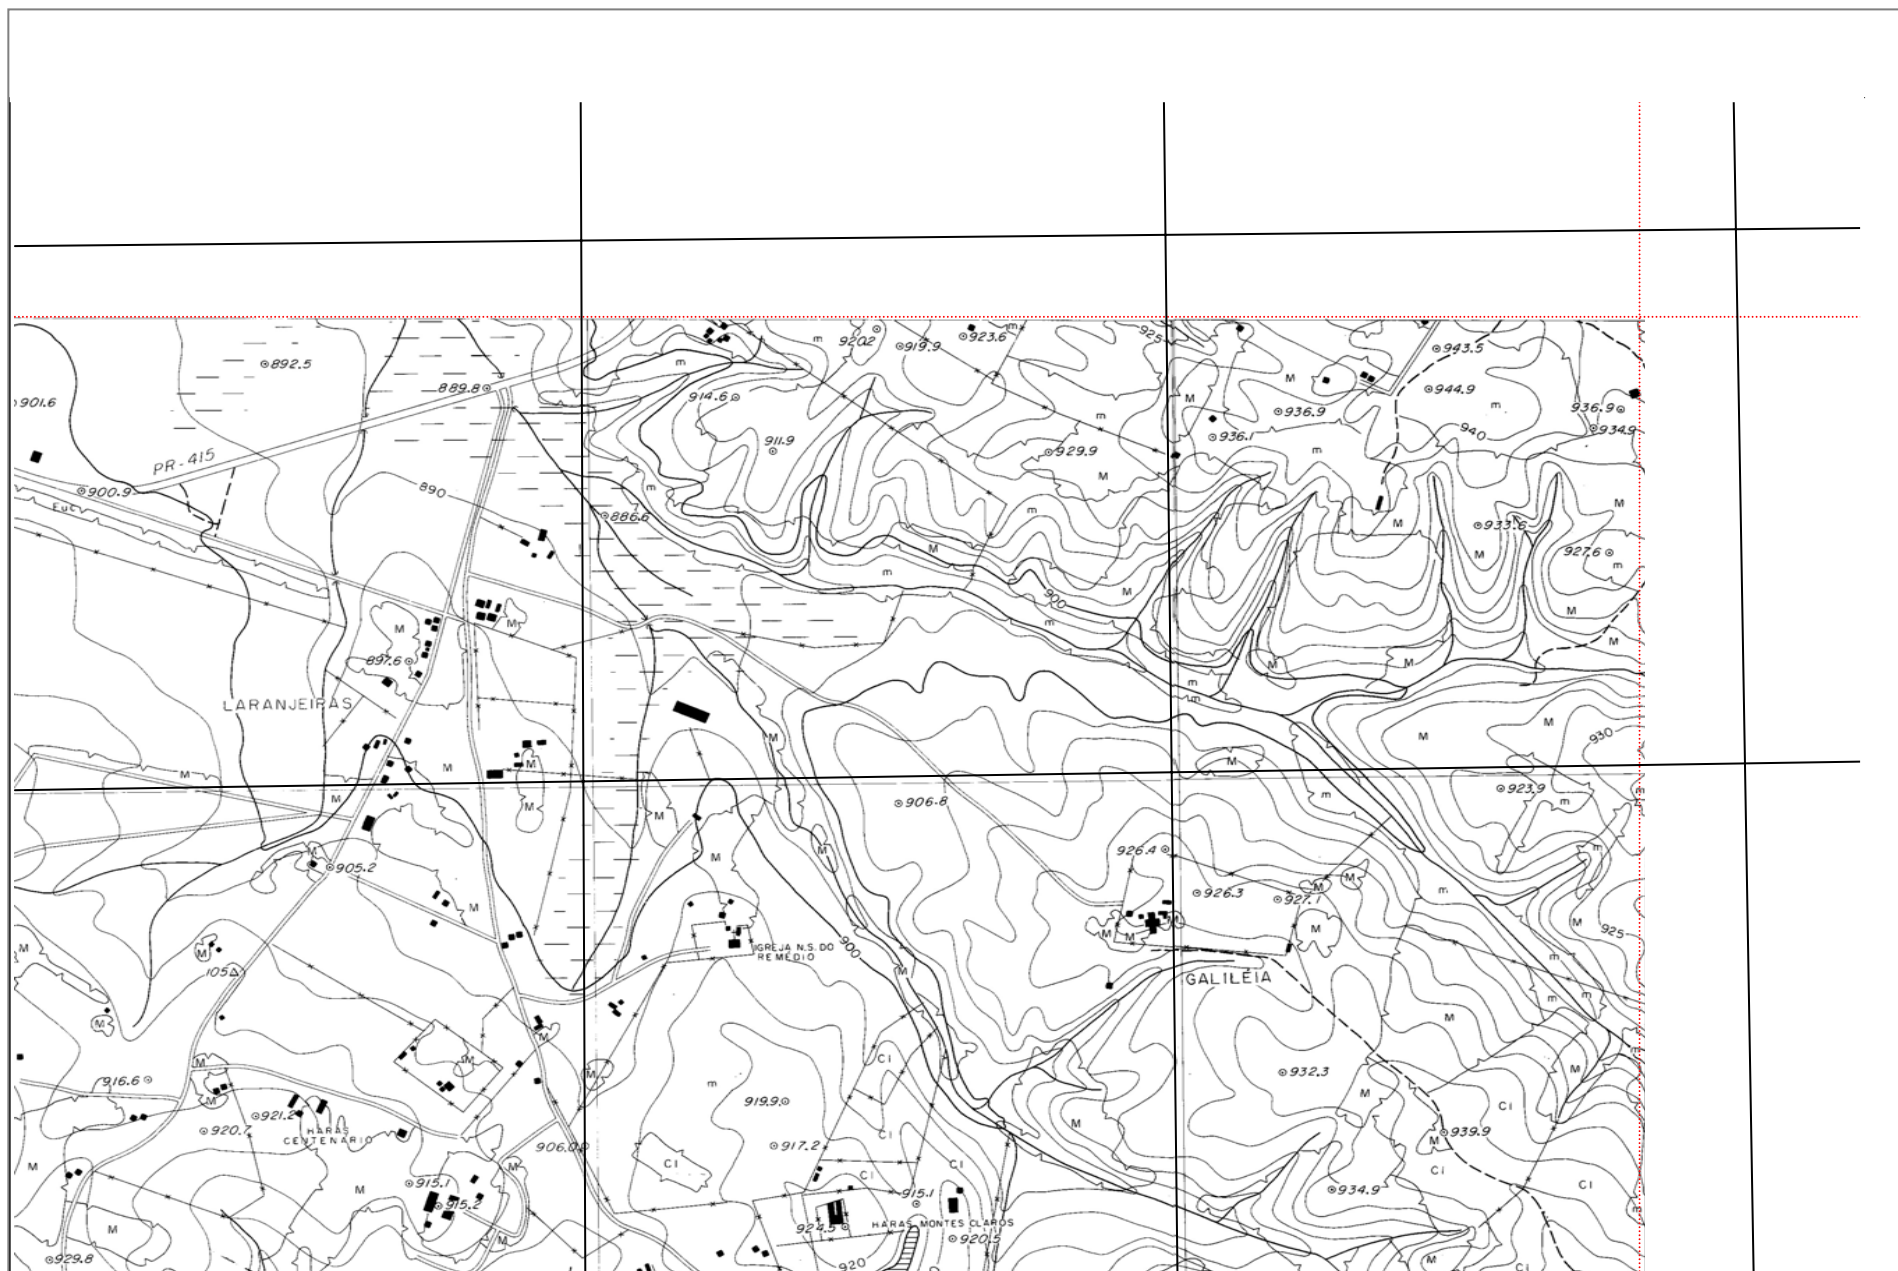 925
920.2
919.9
923.6
m
m
943.5
892.5
m
889.8
M
944.9
901.6
914.6
M
936.9
m
936.9
m
934.9
936.1
940
911.9
929.9
m
PR-415
M
m
890
900.9
M
Euc
886.6
m
M
933.6
M
M
927.6
m
m
M
900
M
M
M
m
M
897.6
M
M
m
m
LARANJEIRAS
M
M
M
930
M
M
M
M
923.9
M
M
m
m
906.8
M
M
m
926.4
M
M
905.2
M
M
m
926.3
927.1
M
M
M
M
M
M
925
M
M
900
IGREJA N.S. DO
REMÉDIO
m
105
M
GALILÉIA
m
m
M
M
M
M
M
C I
m
M
M
916.6
932.3
m
M
M
919.9
C I
921.2
M
920.7
HARAS
CENTENARIO
C I
939.9
M
906.0
917.2
M
M
C I
C I
C I
C I
915.1
M
915.1
934.9
915.2
m
M
924.5
HARAS MONTES CLAROS
920.5
M
929.8
920
M
C I